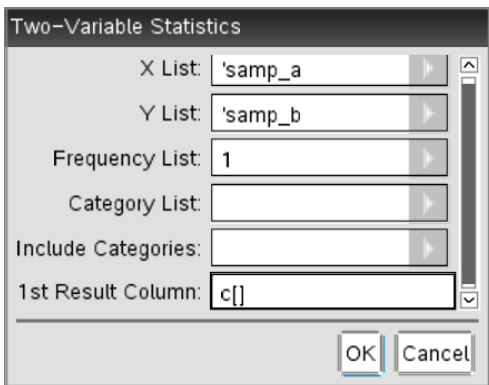 Two-Variable Statistics
X List: 'samp_a
Y List: 'samp_b
Frequency List: 1
Category List:
Include Categories:
1st Result Column: c[]
OK Cancel